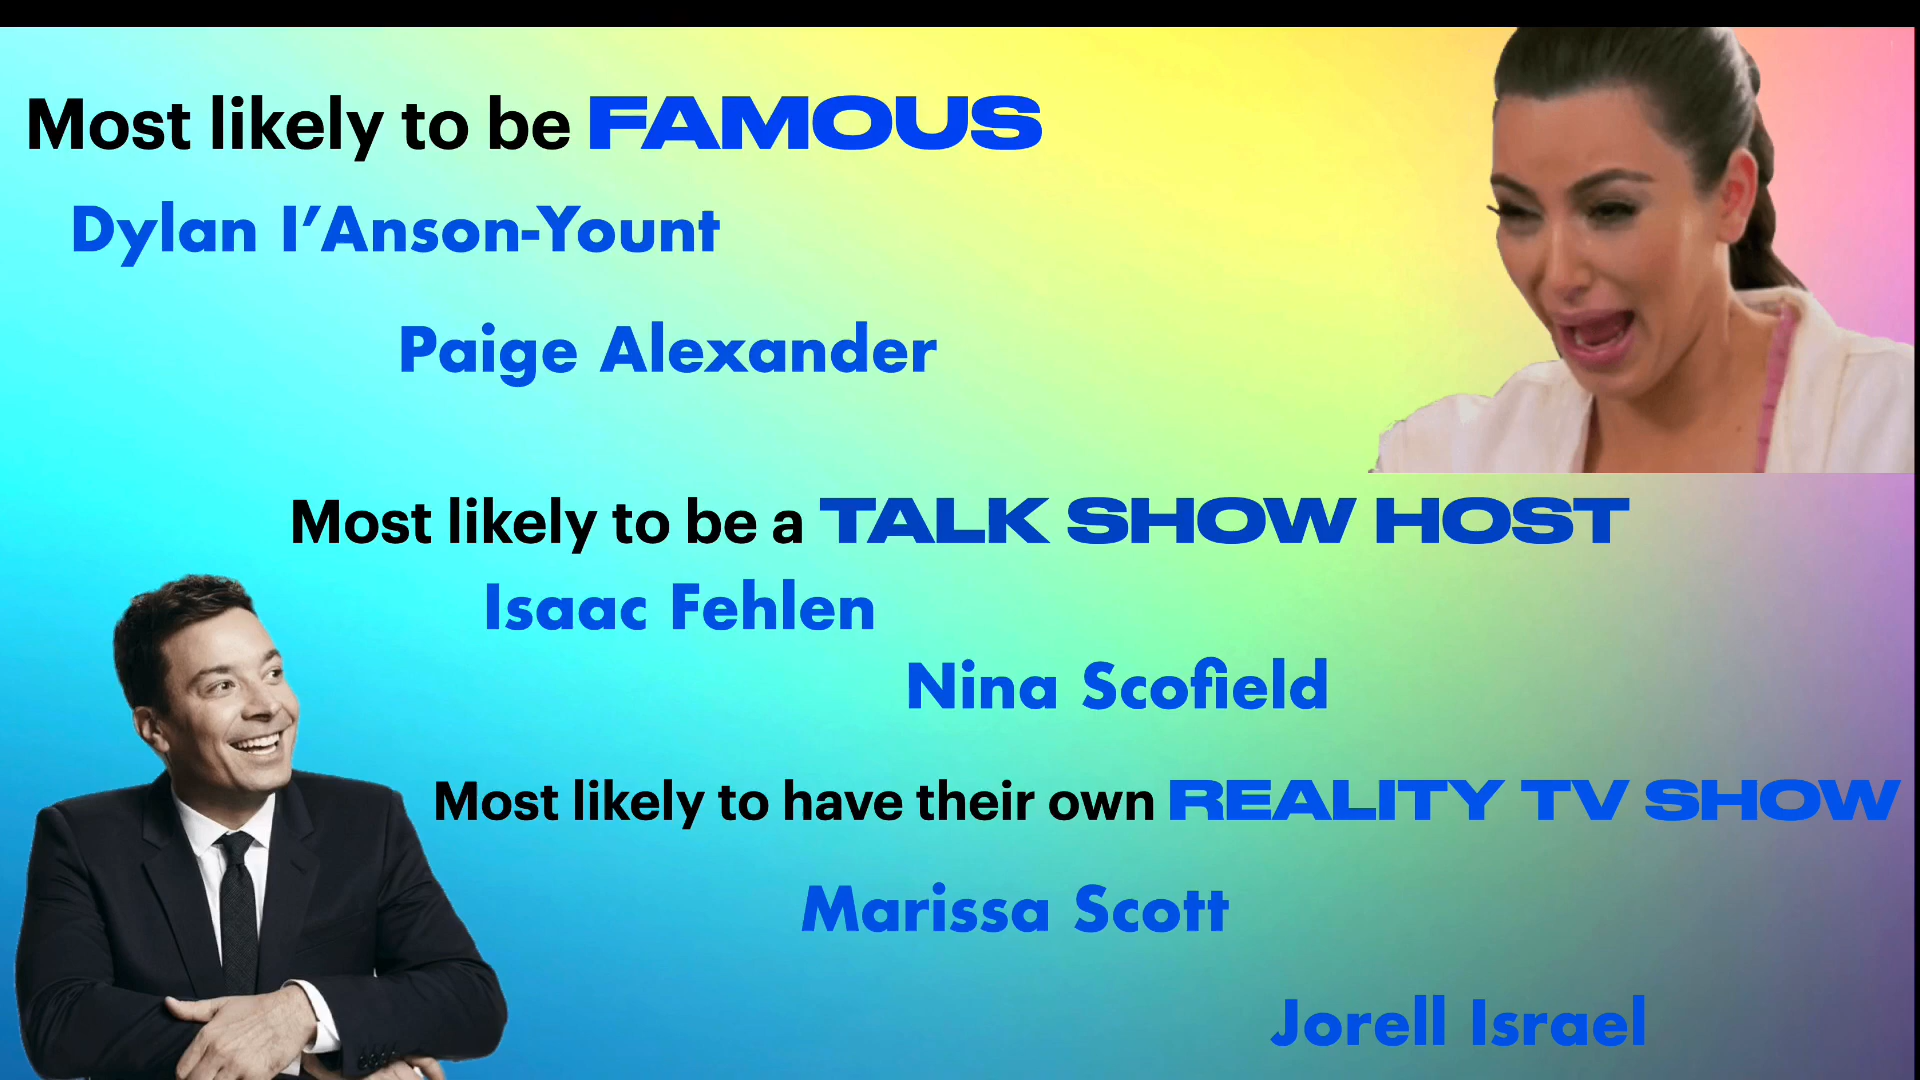 Most likely to be FAMOUS
Dylan I’Anson-Yount
Paige Alexander
Most likely to be a TALK SHOW HOST
Isaac Fehlen
Nina Scofield
Most likely to have their own REALITY TV SHOW
Marissa Scott
Jorell Israel